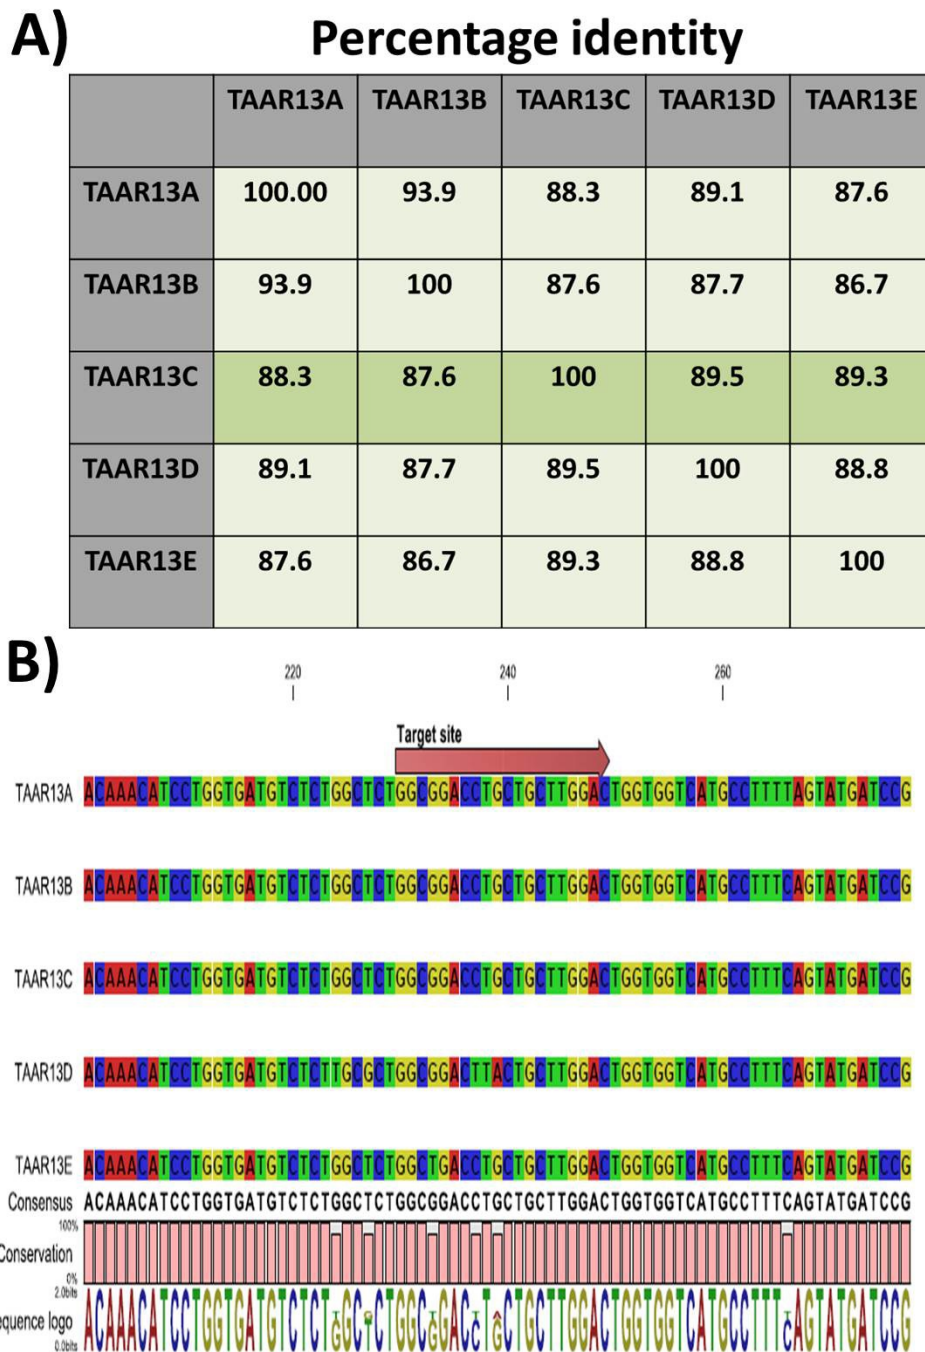 A) Percentage identity
TAAR13A TAAR13B TAAR13C TAAR13D TAAR13E
TAAR13A 100.00 93.9 88.3 89.1 87.6
TAAR13B 93.9 100 87.6 87.7 86.7
TAAR13C 88.3 87.6 100 89.5 89.3
TAAR13D 89.1 87.7 89.5 100 88.8
TAAR13E 87.6 86.7 89.3 88.8 100
B)
220 240 260
Target site
TAAR13A ACAAACATCCTGGTGATGTCTCTGGCTCTGGCGGACCTGCTGCTTGGACTGGTGGTCATGCCTTTTAGTATGATCCG
TAAR13B ACAAACATCCTGGTGATGTCTCTGGCTCTGGCGGACCTGCTGCTTGGACTGGTGGTCATGCCTTTCAGTATGATCCG
TAAR13C ACAAACATCCTGGTGATGTCTCTGGCTCTGGCGGACCTGCTGCTTGGACTGGTGGTCATGCCTTTCAGTATGATCCG
TAAR13D ACAAACATCCTGGTGATGTCTCTTGCGCTGGCGGACTTACTGCTTGGACTGGTGGTCATGCCTTTCAGTATGATCCG
TAAR13E ACAAACATCCTGGTGATGTCTCTGGCTCTGGCTGACCTGCTGCTTGGACTGGTGGTCATGCCTTTCAGTATGATCCG
Consensus ACAAACATCCTGGTGATGTCTCTGGCTCTGGCGGACCTGCTGCTTGGACTGGTGGTCATGCCTTTCAGTATGATCCG
100%
Conservation
0%
2.0bits
equence logo
0.0bits